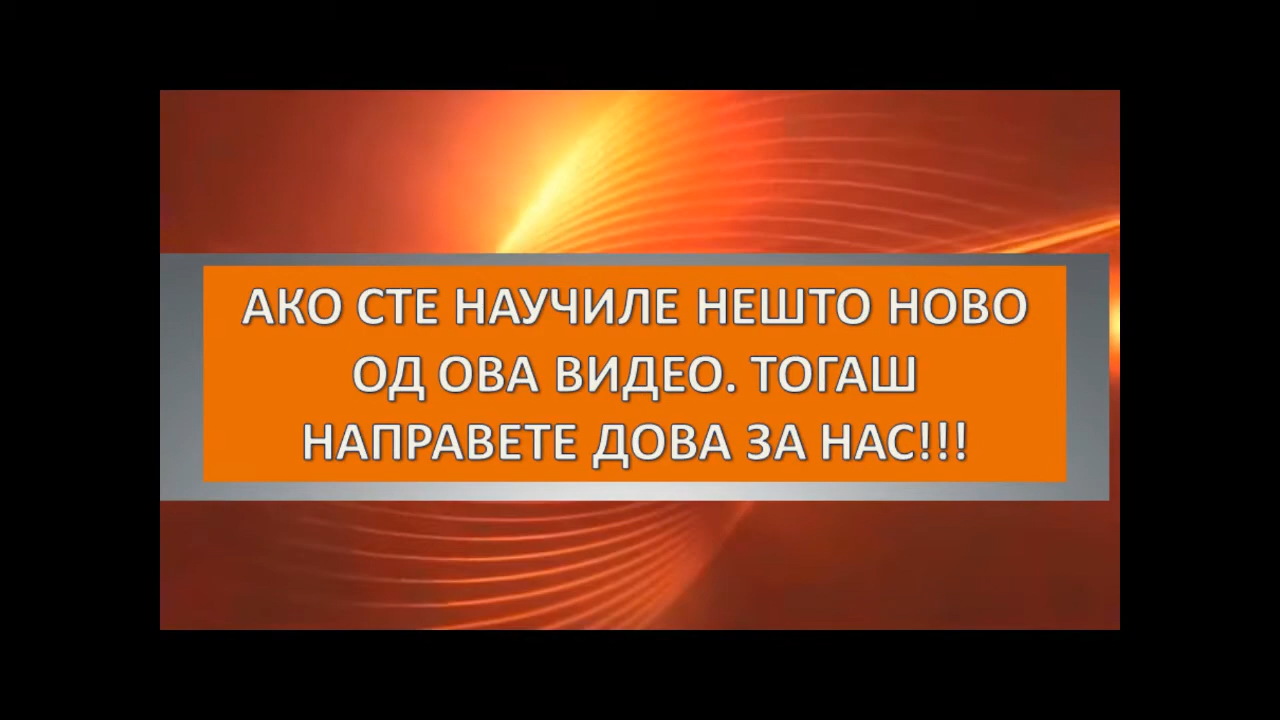 АКО СТЕ НАУЧИЛЕ НЕШТО НОВО
ОД ОВА ВИДЕО. ТОГАШ
НАПРАВЕТЕ ДОВА ЗА НАС!!!